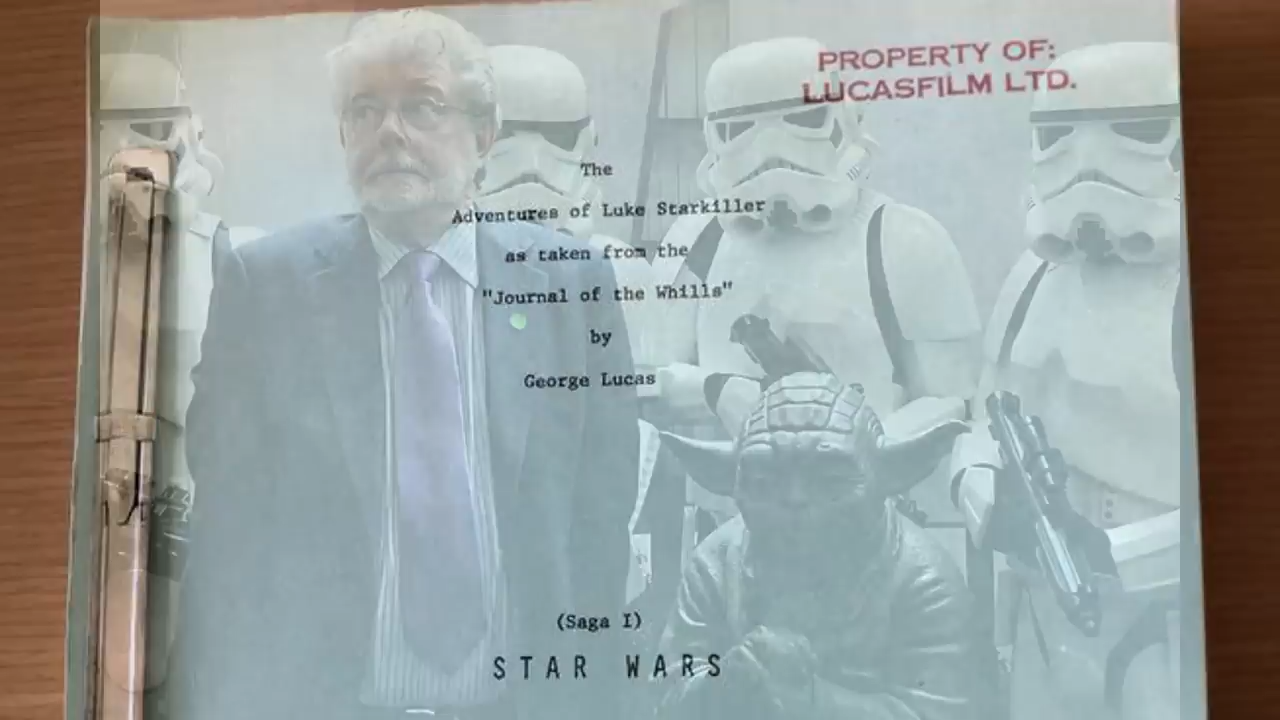 PROPERTY OF:
LUCASFILM LTD.
The
Adventures of Luke Starkiller
as taken from the
"Journal of the Whills"
by
George Lucas
(Saga I)
STAR WARS